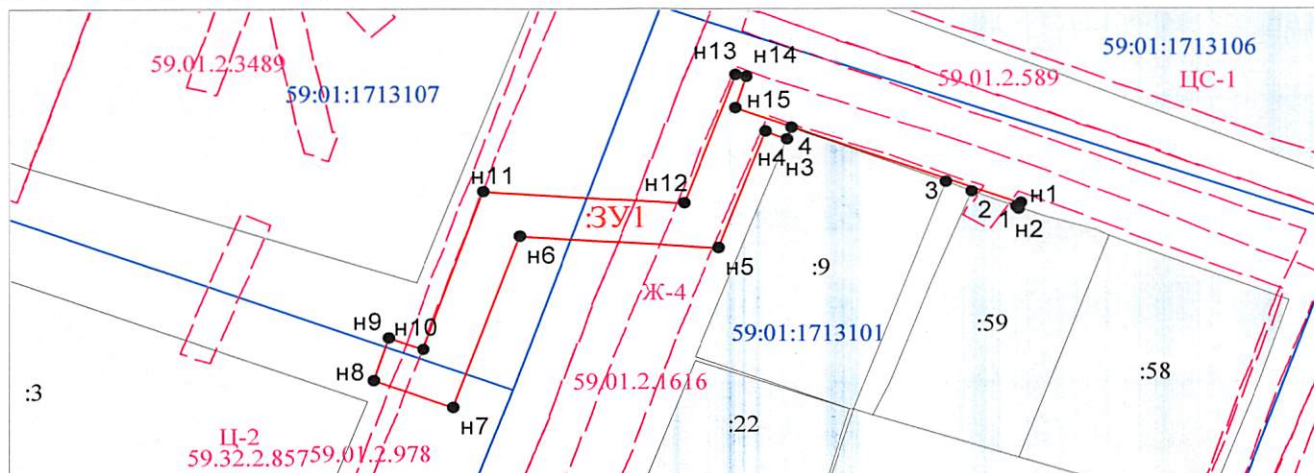 59:01:1713106
н13
н14
59.01.2.3489
59.01.2.589
ЦС-1
59:01:1713107
н15
4
н4
н3
н11
н12
3
2
н1
1
н2
:ЗУ1
н6
н5
:9
Ж-4
:59
59:01:1713101
н9
н10
н8
59.01.2.1616
:58
:3
н7
:22
Ц-2
59.32.2.857
59.01.2.978